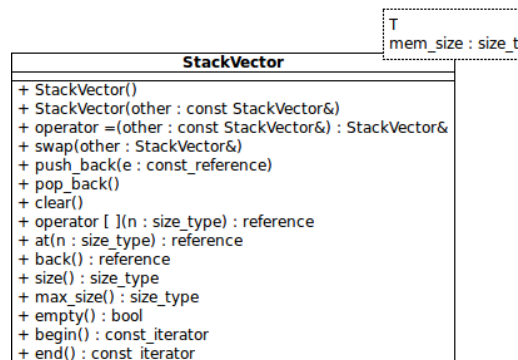 T
mem_size : size_t
StackVector
+ StackVector()
+ StackVector(other : const StackVector&)
+ operator =(other : const StackVector&) : StackVector&
+ swap(other : StackVector&)
+ push_back(e : const_reference)
+ pop_back()
+ clear()
+ operator [ ](n : size_type) : reference
+ at(n : size_type) : reference
+ back() : reference
+ size() : size_type
+ max_size() : size_type
+ empty() : bool
+ begin() : const_iterator
+ end() : const_iterator